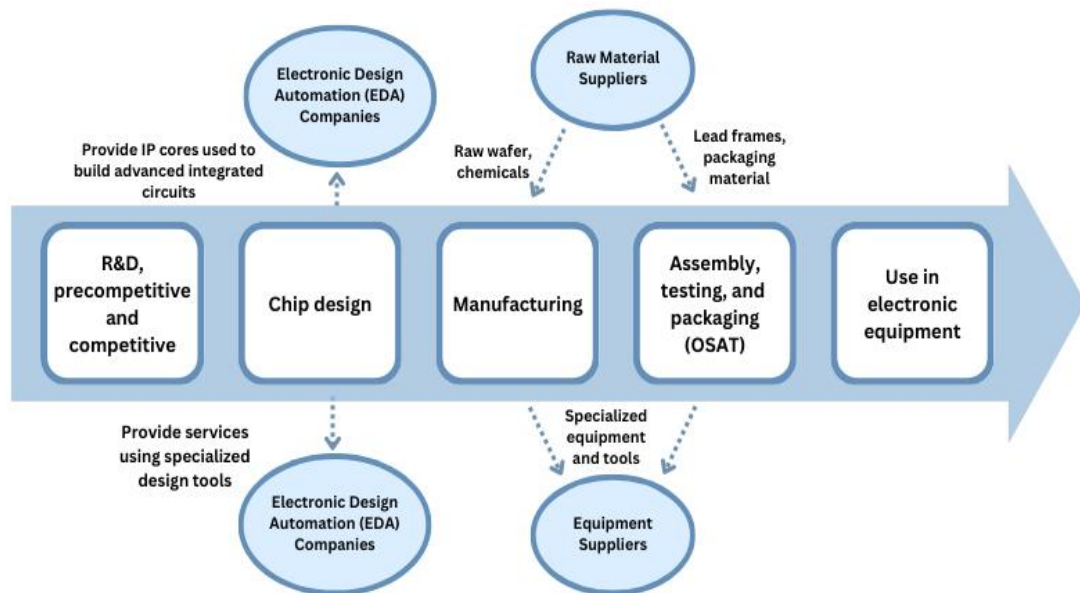 Electronic Design
Automation (EDA)
Companies
Raw Material
Suppliers
Provide IP cores used to
build advanced integrated
circuits
Raw wafer,
chemicals
Lead frames,
packaging
material
R&D,
precompetitive
and
competitive
Chip design
Manufacturing
Assembly,
testing, and
packaging
(OSAT)
Use in
electronic
equipment
Provide services
using specialized
design tools
Specialized
equipment
and tools
Electronic Design
Automation (EDA)
Companies
Equipment
Suppliers